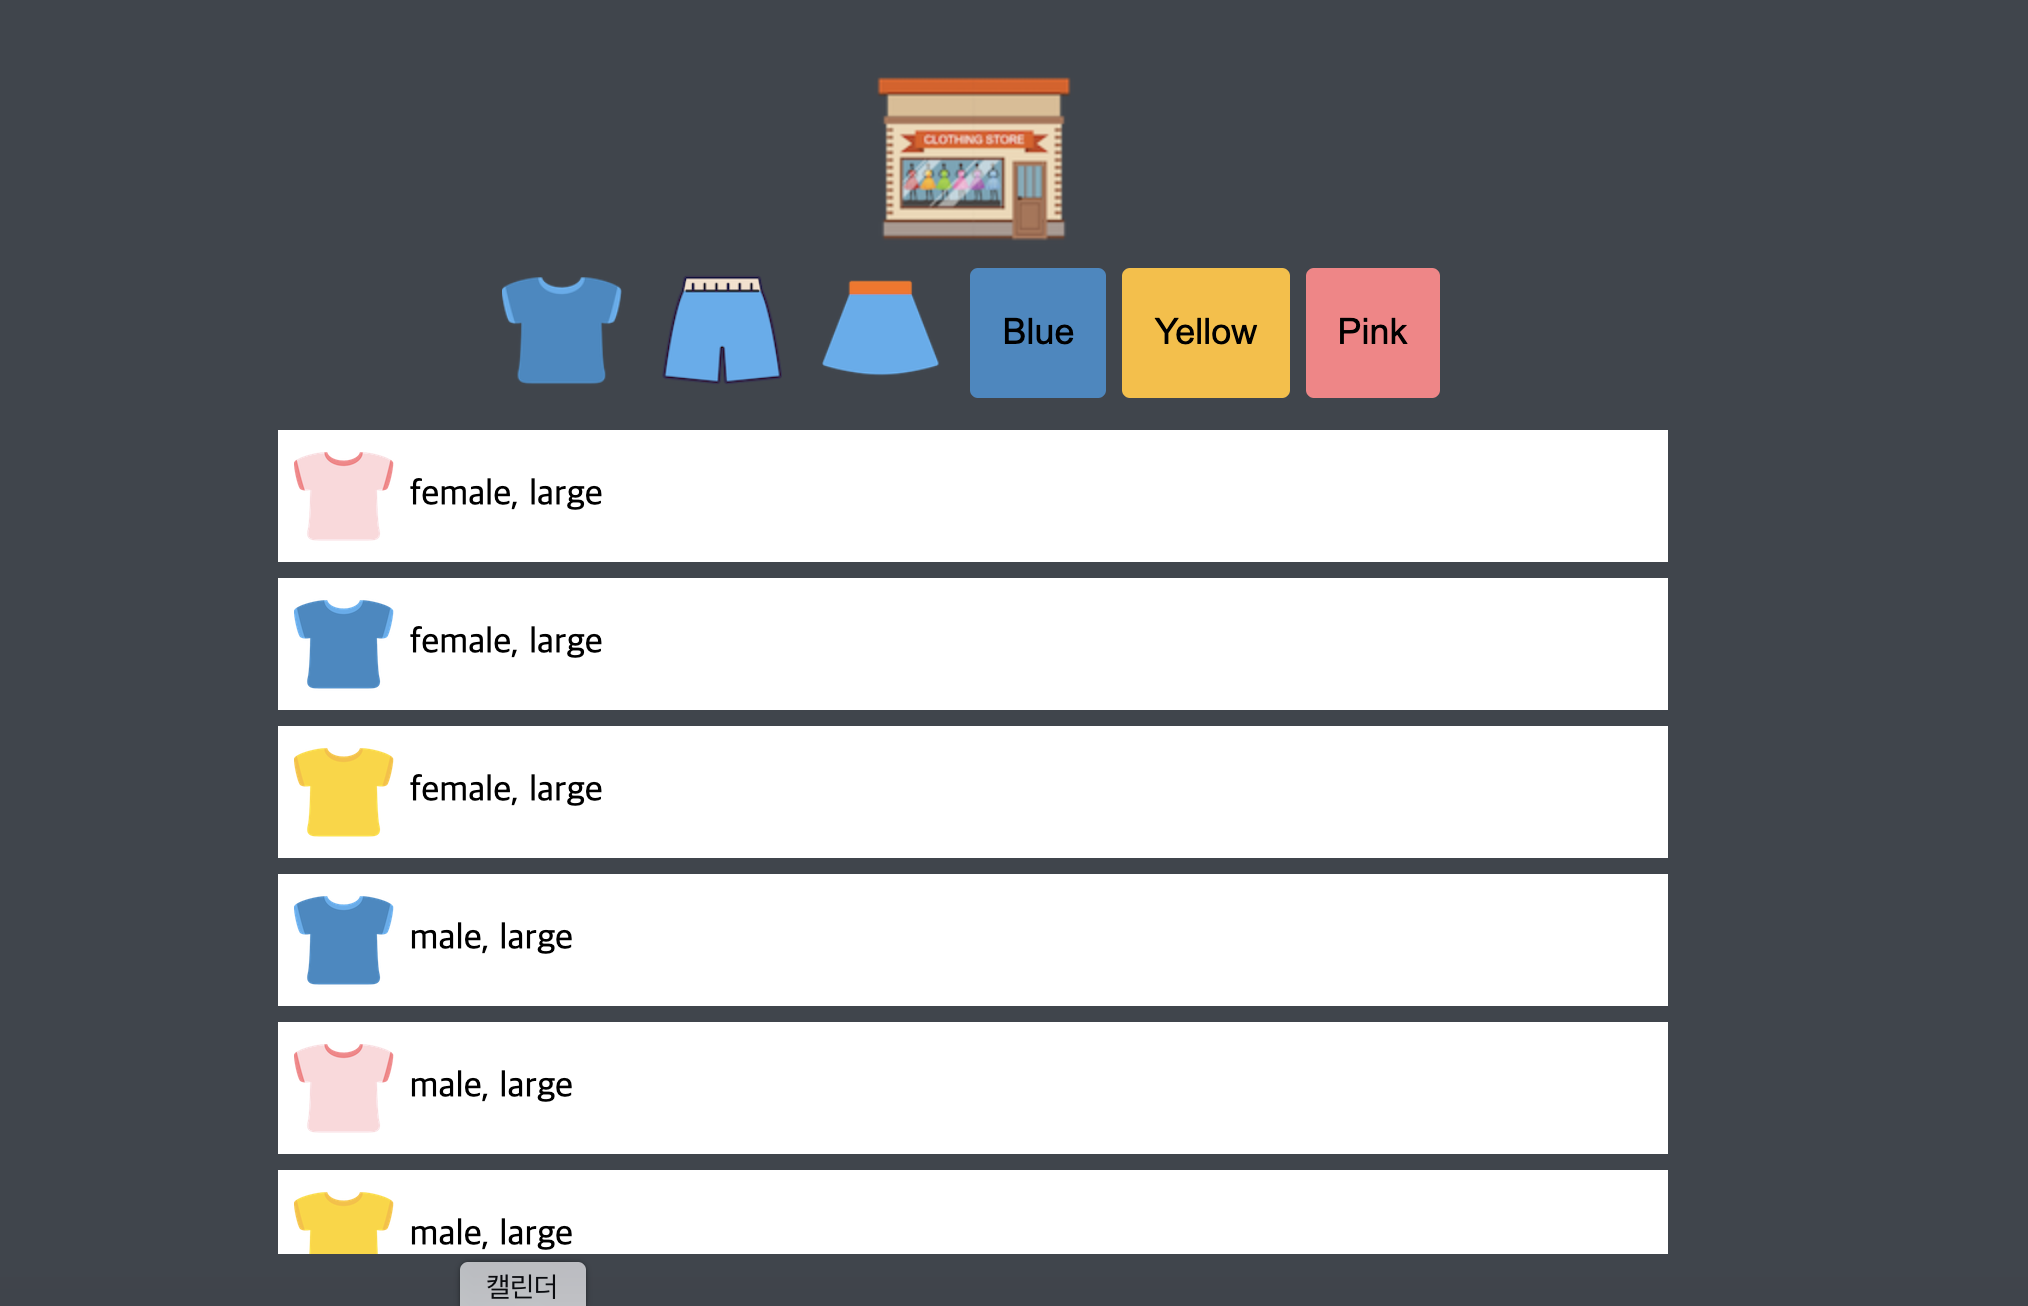 CLOTHING STORE
Blue
Yellow
Pink
female, large
female, large
female, large
male, large
male, large
male, large
캘린더